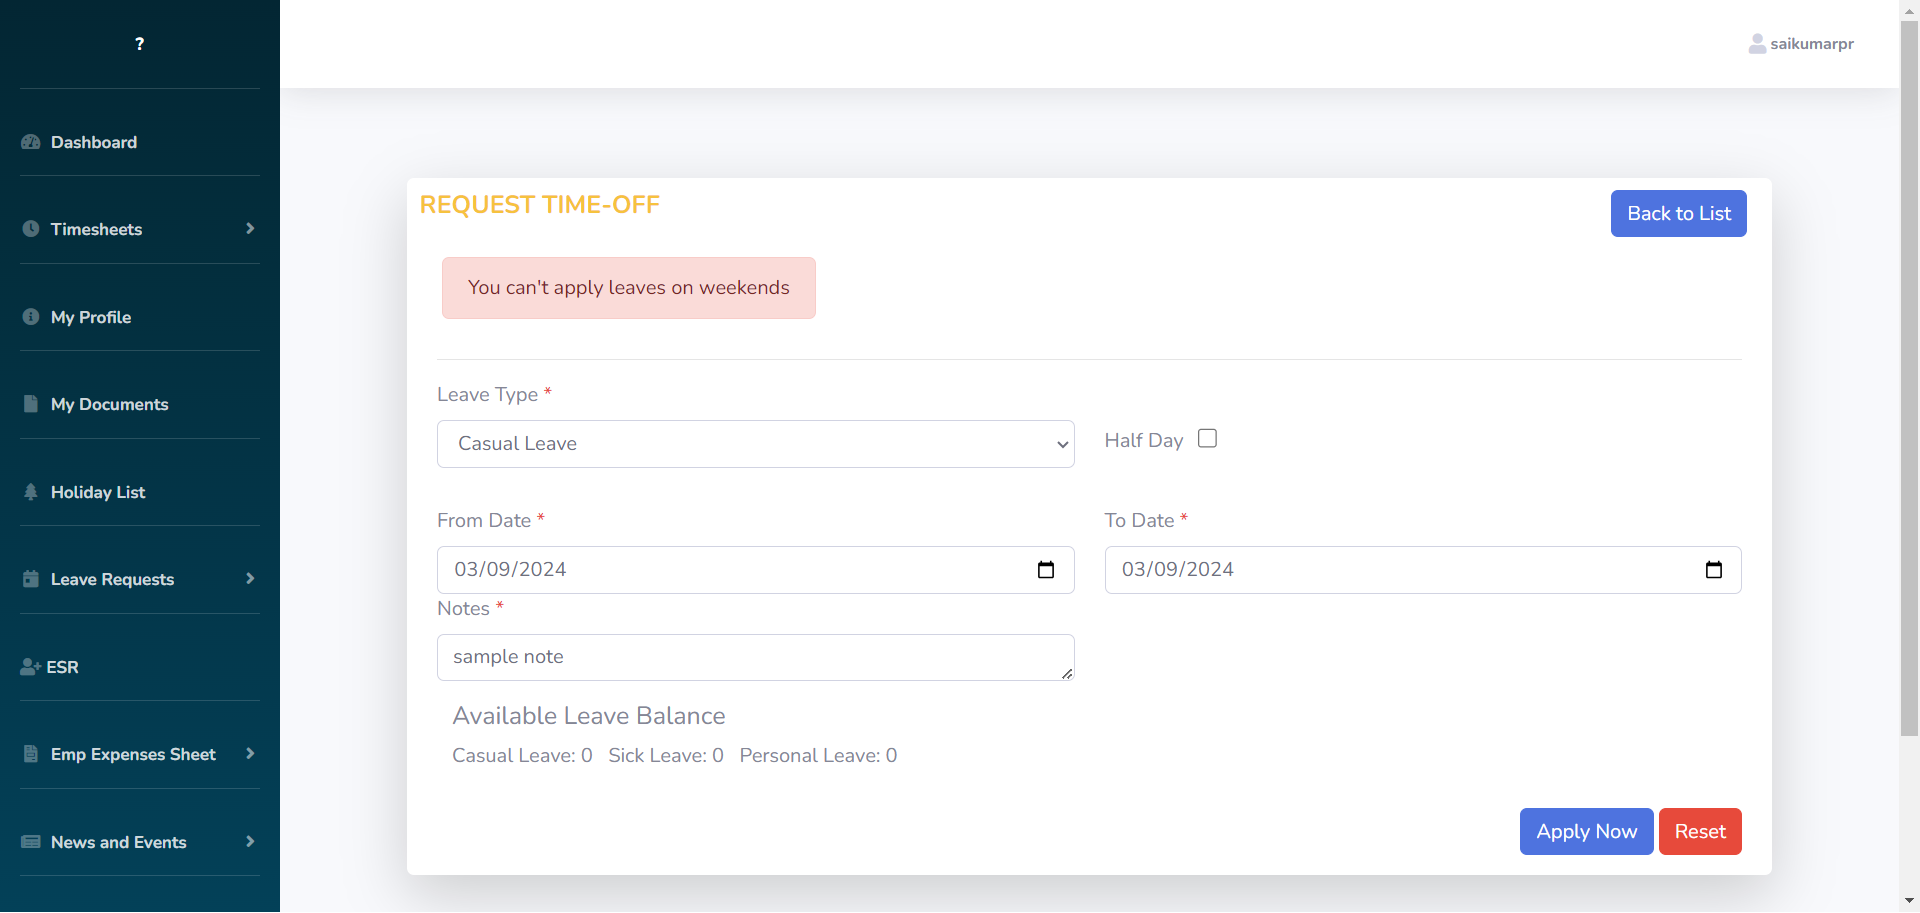 ?
saikumarpr
Dashboard
Timesheets
My Profile
My Documents
Holiday List
Leave Requests
ESR
Emp Expenses Sheet
News and Events
REQUEST TIME-OFF
Back to List
You can't apply leaves on weekends
Leave Type *
Casual Leave
Half Day
From Date *
To Date *
03/09/2024
03/09/2024
Notes *
sample note
Available Leave Balance
Casual Leave: 0 Sick Leave: 0 Personal Leave: 0
Apply Now
Reset